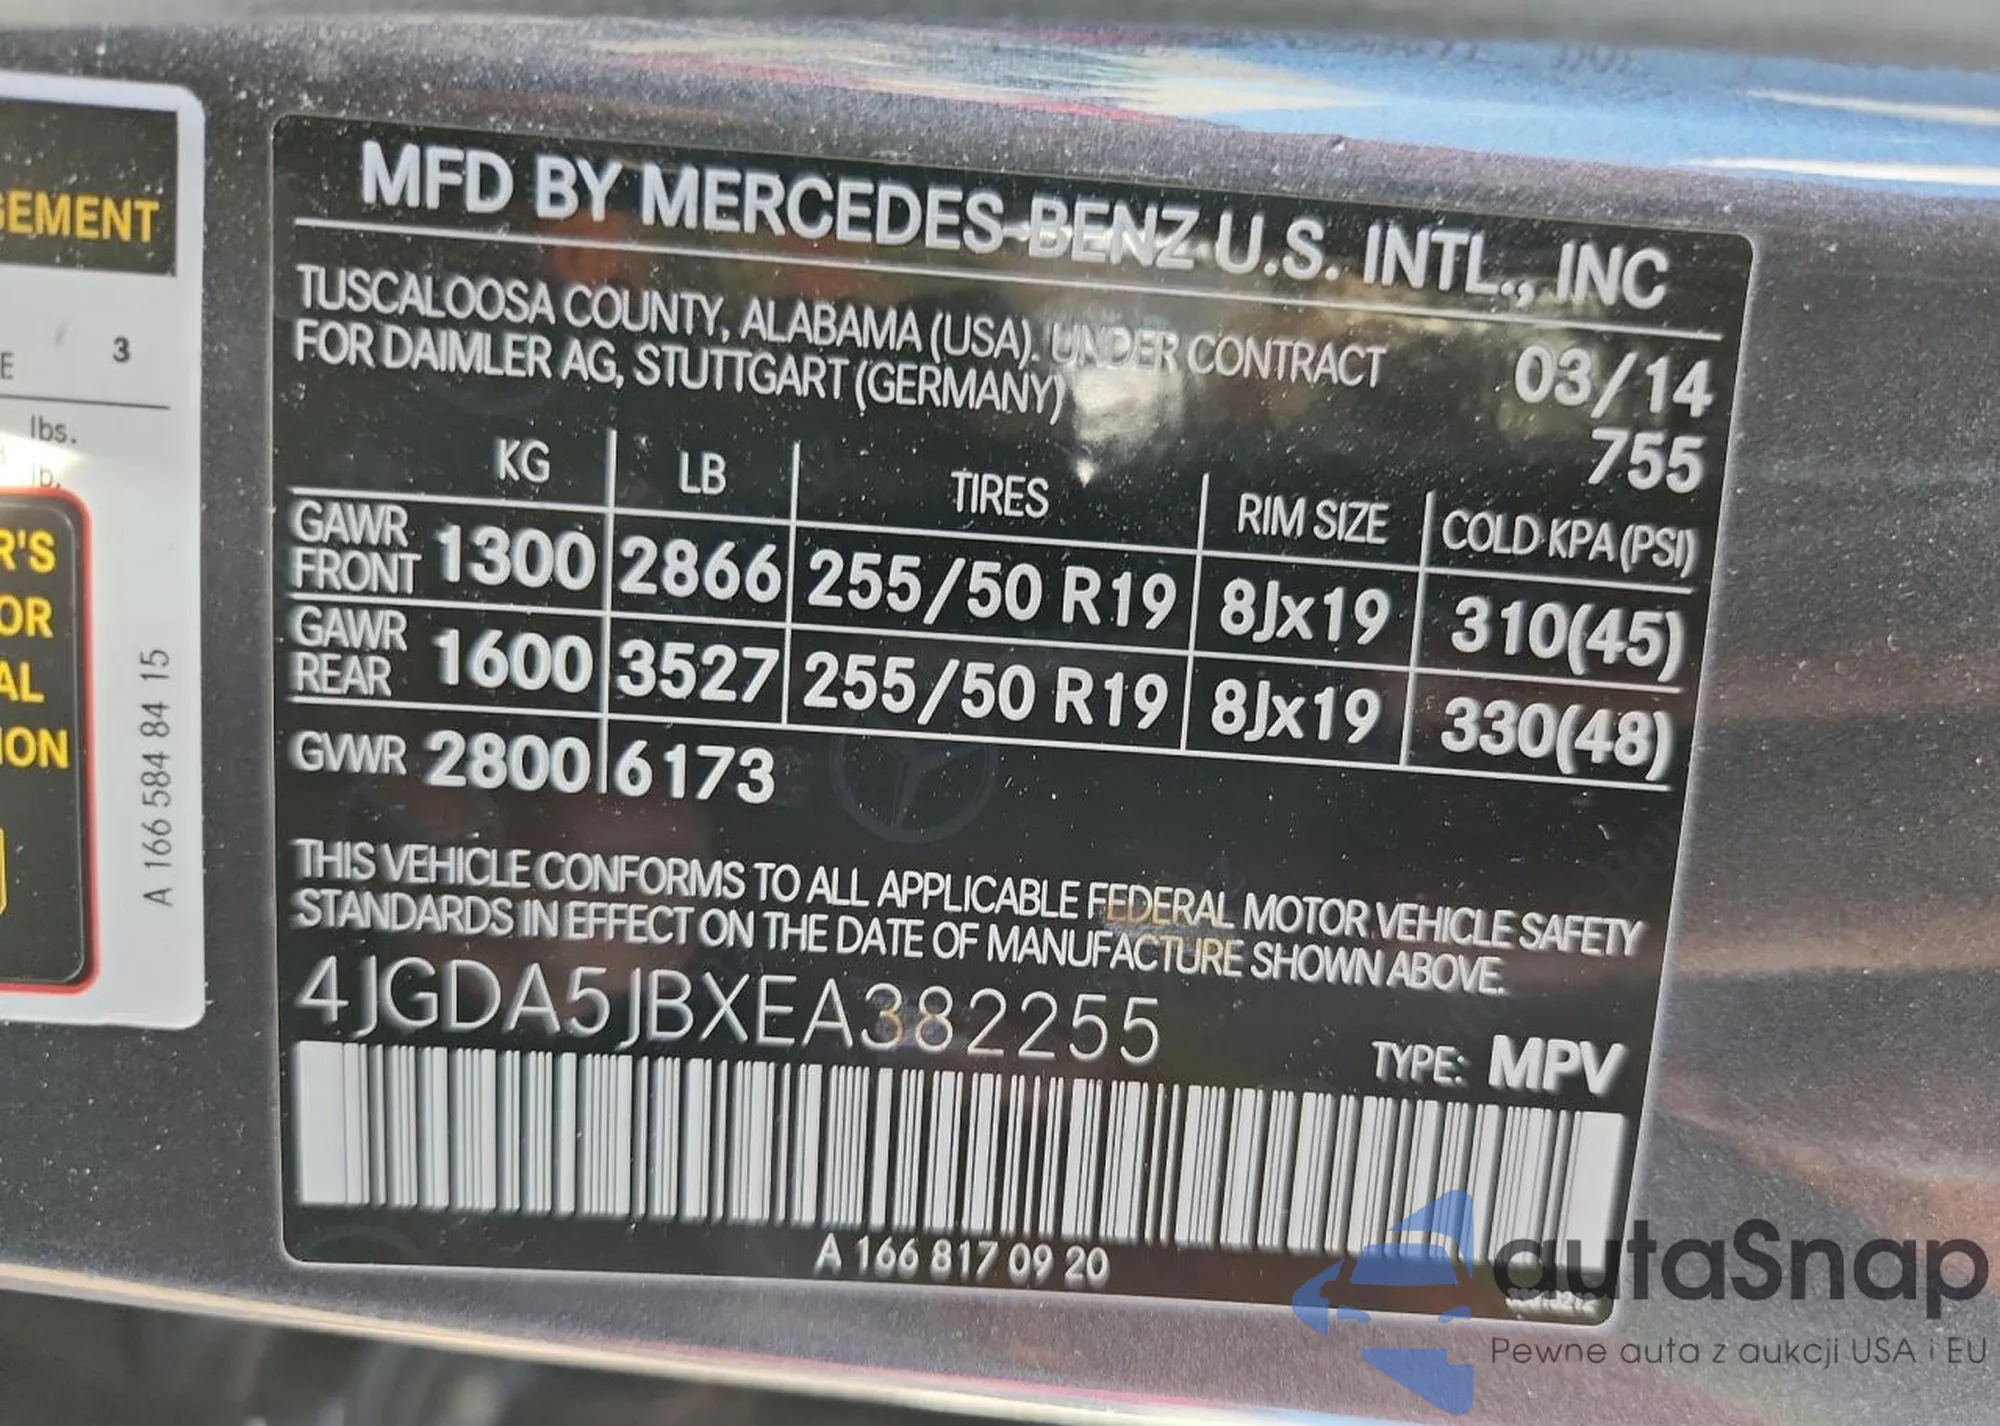 GEMENT
E 3
lbs.
lb.
R'S
OR
AL
ION
A 166 584 84 15
MFD BY MERCEDES-BENZ U.S. INTL., INC
TUSCALOOSA COUNTY, ALABAMA (USA). UNDER CONTRACT
FOR DAIMLER AG, STUTTGART (GERMANY)
03/14
755
KG LB TIRES RIM SIZE COLD KPA (PSI)
GAWR FRONT 1300 2866 255/50 R19 8Jx19 310(45)
GAWR REAR 1600 3527 255/50 R19 8Jx19 330(48)
GVWR 2800 6173
THIS VEHICLE CONFORMS TO ALL APPLICABLE FEDERAL MOTOR VEHICLE SAFETY
STANDARDS IN EFFECT ON THE DATE OF MANUFACTURE SHOWN ABOVE.
4JGDA5JBXEA382255
TYPE: MPV
A 166 817 09 20
autaSnap
Pewne auta z aukcji USA i EU